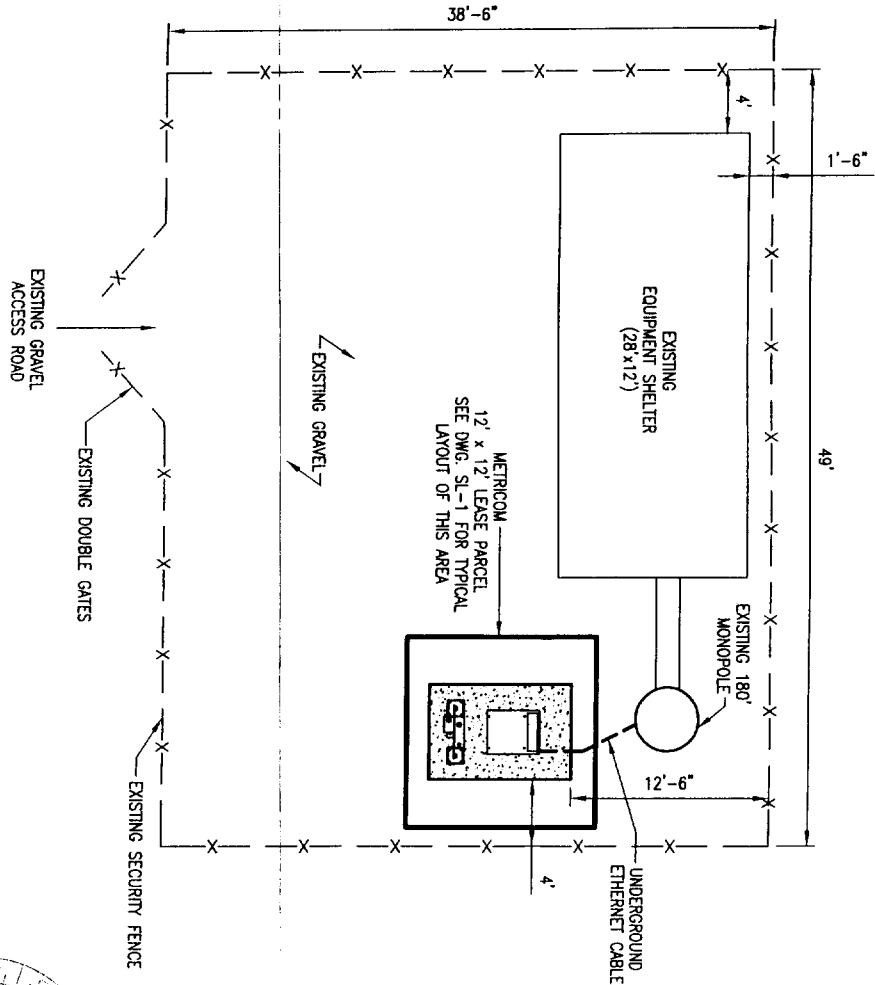 38'-6"
4'
1'-6"
49'
EXISTING
EQUIPMENT SHELTER
(28'x12')
EXISTING GRAVEL
ACCESS ROAD
EXISTING GRAVEL
EXISTING DOUBLE GATES
METRICOM
12' x 12' LEASE PARCEL
SEE DWG. SL-1 FOR TYPICAL
LAYOUT OF THIS AREA
EXISTING 180'
MONOPOLE
12'-6"
EXISTING SECURITY FENCE
4'
UNDERGROUND
ETHERNET CABLE